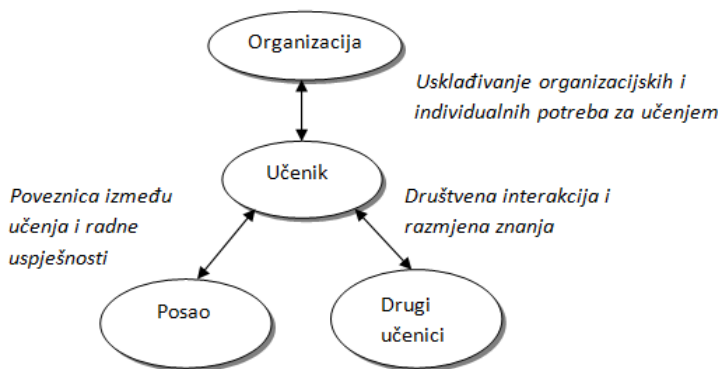 Organizacija
Usklađivanje organizacijskih i
individualnih potreba za učenjem
Učenik
Poveznica između
učenja i radne
uspješnosti
Društvena interakcija i
razmjena znanja
Posao
Drugi
učenici